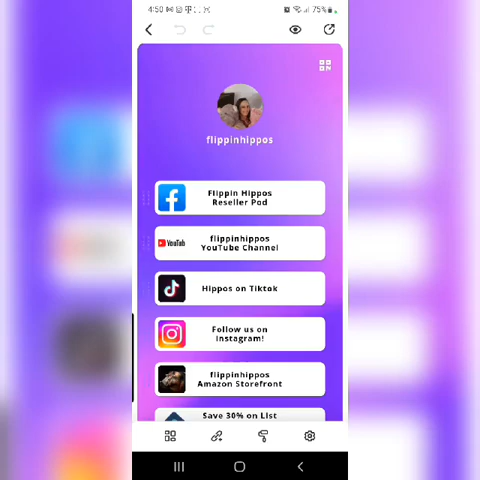 4:50
75%
flippinhippos
Flippin Hippos
Reseller Pod
YouTube
flippinhippos
YouTube Channel
Hippos on Tiktok
Follow us on
Instagram!
flippinhippos
Amazon Storefront
Save 30% on List